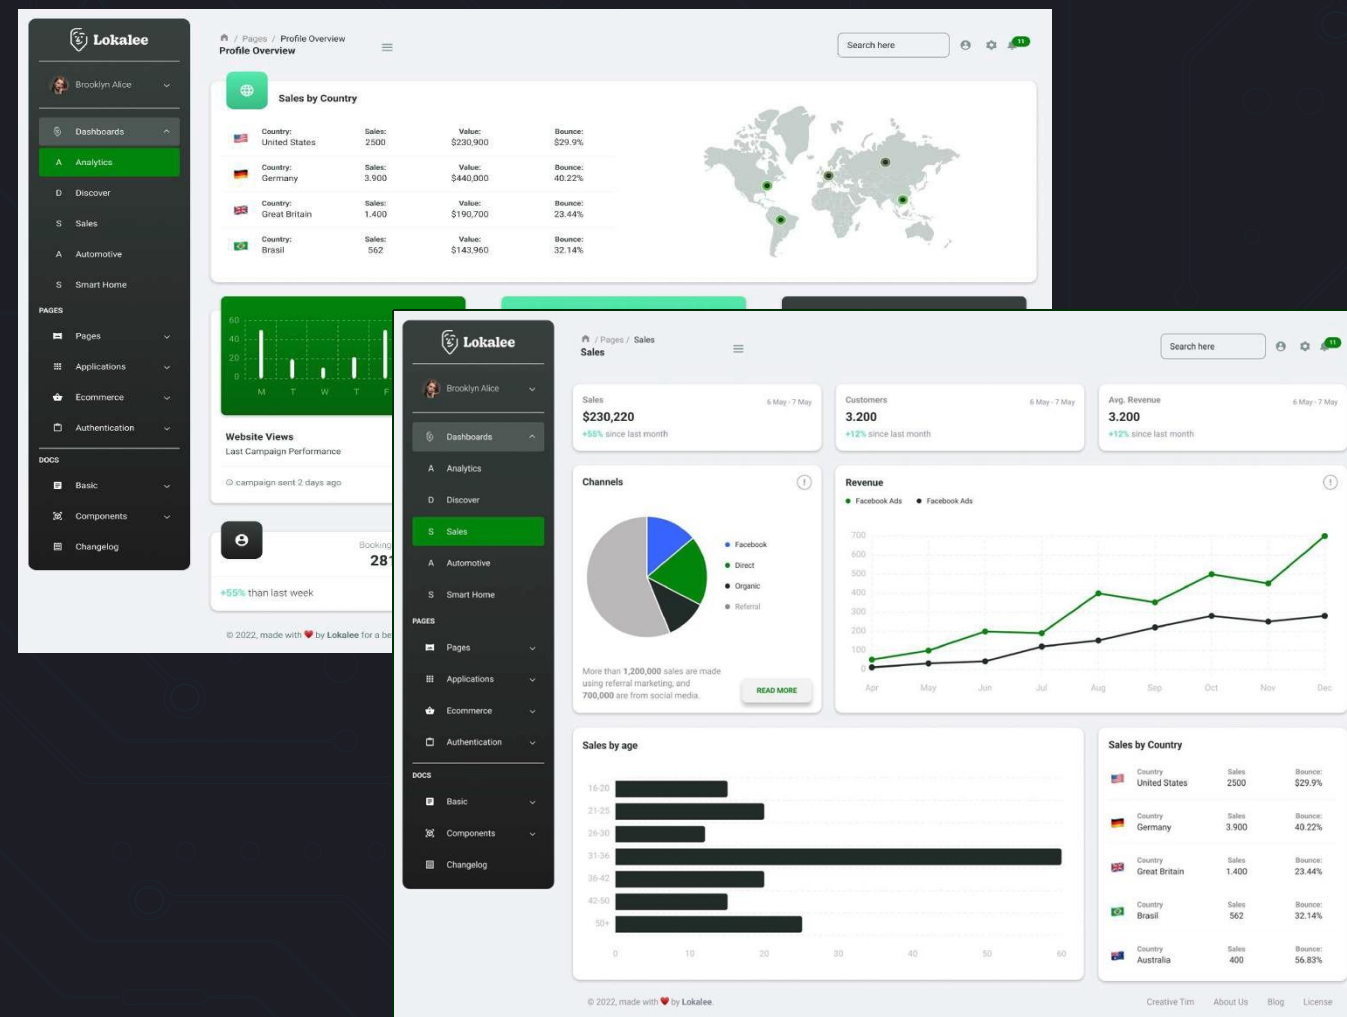 Lokalee
Brooklyn Alice
Dashboards
A Analytics
D Discover
S Sales
A Automotive
S Smart Home
PAGES
Pages
Applications
Ecommerce
Authentication
DOCS
Basic
Components
Changelog
/ Pages / Profile Overview
Profile Overview
Search here
11
Sales by Country
Country: Sales: Value: Bounce:
United States 2500 $230,900 $29.9%
Country: Sales: Value: Bounce:
Germany 3.900 $440,000 40.22%
Country: Sales: Value: Bounce:
Great Britain 1.400 $190,700 23.44%
Country: Sales: Value: Bounce:
Brasil 562 $143,960 32.14%
60
40
20
0
M T W T F
Website Views
Last Campaign Performance
campaign sent 2 days ago
Booking
281
+55% than last week
© 2022, made with ❤ by Lokalee for a be
Lokalee
Brooklyn Alice
Dashboards
A Analytics
D Discover
S Sales
A Automotive
S Smart Home
PAGES
Pages
Applications
Ecommerce
Authentication
DOCS
Basic
Components
Changelog
/ Pages / Sales
Sales
Search here
11
Sales 6 May - 7 May
$230,220
+55% since last month
Customers 6 May - 7 May
3.200
+12% since last month
Avg. Revenue 6 May - 7 May
3.200
+12% since last month
Channels
Facebook
Direct
Organic
Referral
More than 1,200,000 sales are made
using referral marketing, and
700,000 are from social media.
READ MORE
Revenue
Facebook Ads Facebook Ads
700
600
500
400
300
200
100
0
Apr May Jun Jul Aug Sep Oct Nov Dec
Sales by age
16-20
21-25
26-30
31-36
36-42
42-50
50+
0 10 20 30 40 50 60
Sales by Country
Country Sales Bounce:
United States 2500 $29.9%
Country Sales Bounce:
Germany 3.900 40.22%
Country Sales Bounce:
Great Britain 1.400 23.44%
Country Sales Bounce:
Brasil 562 32.14%
Country Sales Bounce:
Australia 400 56.83%
© 2022, made with ❤ by Lokalee.
Creative Tim About Us Blog License